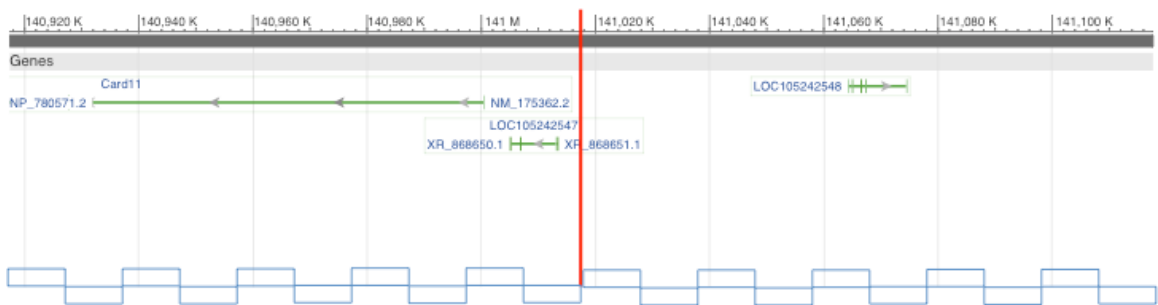 140,920 K 140,940 K 140,960 K 140,980 K 141 M 141,020 K 141,040 K 141,060 K 141,080 K 141,100 K
Genes
Card11 LOC105242548
NP_780571.2 NM_175362.2
LOC105242547
XR_868650.1 XR_868651.1